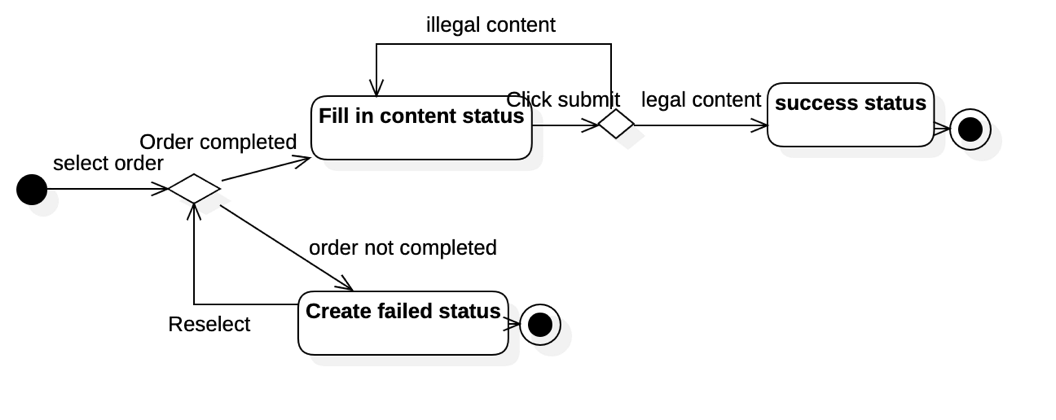 illegal content
Click submit
legal content
success status
Fill in content status
Order completed
select order
order not completed
Create failed status
Reselect